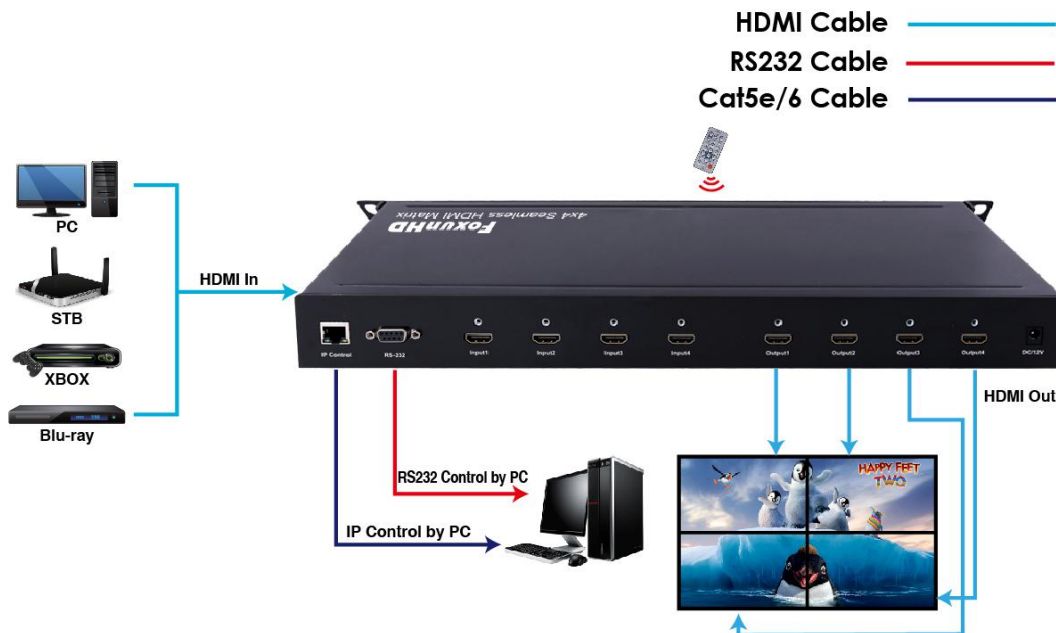 HDMI Cable
RS232 Cable
Cat5e/6 Cable
PC
STB
XBOX
Blu-ray
HDMI In
FoxunHD
4x4 Seamless HDMI Matrix
IP Control
RS-232
Input1
Input2
Input3
Input4
Output1
Output2
Output3
Output4
DC/12V
HDMI Out
RS232 Control by PC
IP Control by PC
HAPPY FEET
TWO